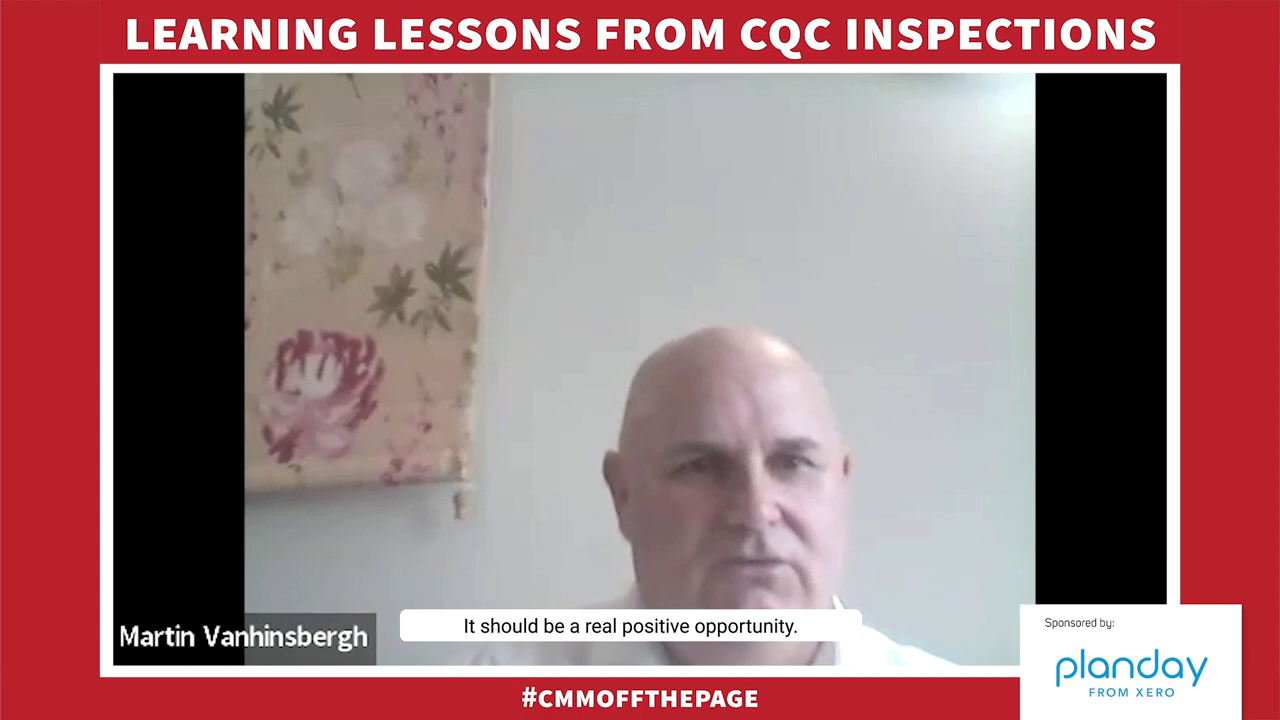 LEARNING LESSONS FROM CQC INSPECTIONS
It should be a real positive opportunity.
Martin Vanhinsbergh
Sponsored by:
planday
FROM XERO
#CMMOFFTHEPAGE